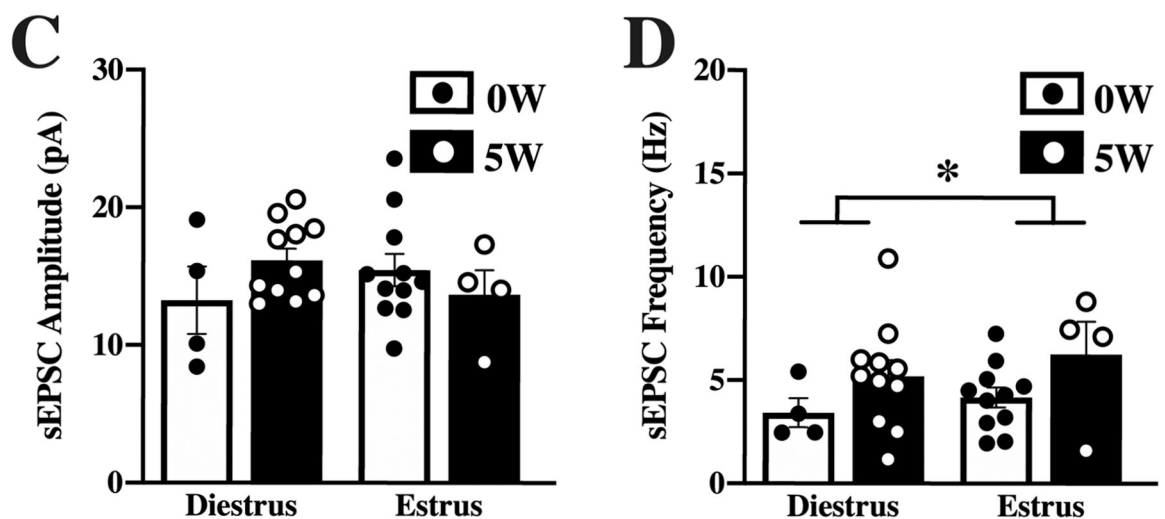 C
sEPSC Amplitude (pA)
30
20
10
0
0W
5W
Diestrus
Estrus
D
sEPSC Frequency (Hz)
20
15
10
5
0
0W
5W
*
Diestrus
Estrus